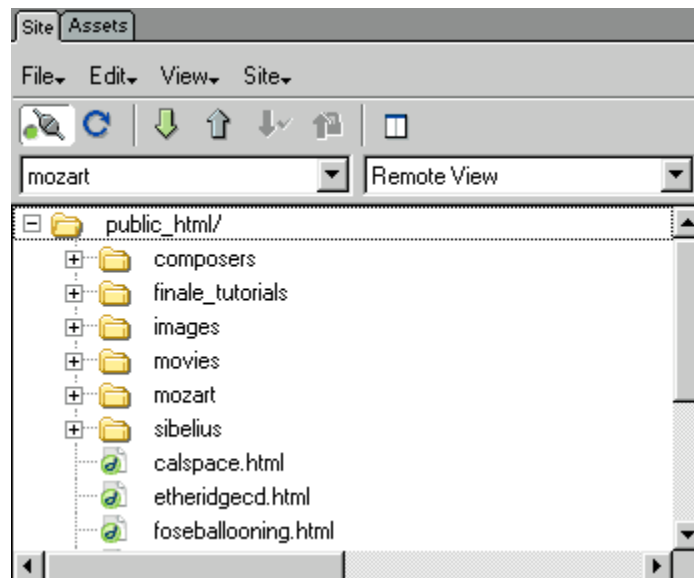 Site Assets
File Edit View Site
mozart Remote View
public_html/
composers
finale_tutorials
images
movies
mozart
sibelius
calspace.html
etheridgecd.html
foseballooning.html